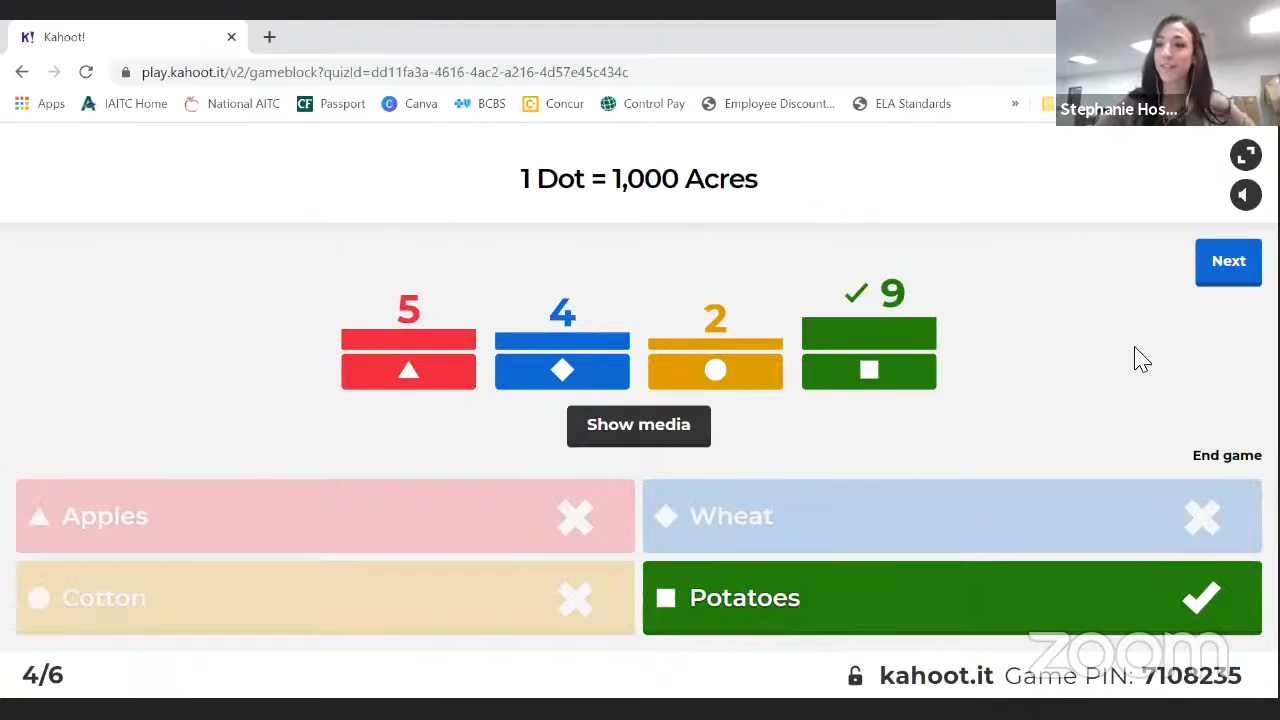 K! Kahoot!
play.kahoot.it/v2/gameblock?quizId=dd11fa3a-4616-4ac2-a216-4d57e45c434c
Apps IAITC Home National AITC CF Passport Canva BCBS Concur Control Pay Employee Discount... ELA Standards »
Stephanie Hos...
1 Dot = 1,000 Acres
Next
5 4 2 9
Show media
End game
Apples Wheat
Cotton Potatoes
zoom
4/6 kahoot.it Game PIN: 7108235